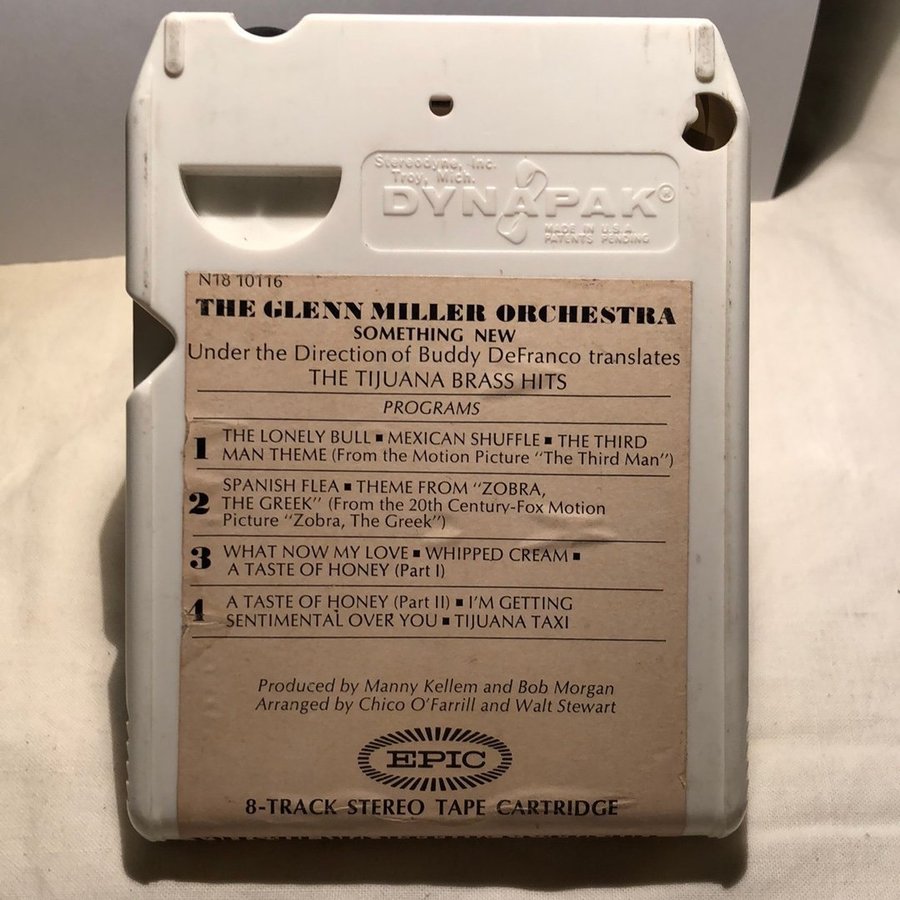 Stereodyne, Inc.
Troy, Mich.
DYNAPAK®
MADE IN U.S.A.
PATENTS PENDING
N18 10116
THE GLENN MILLER ORCHESTRA
SOMETHING NEW
Under the Direction of Buddy DeFranco translates
THE TIJUANA BRASS HITS
PROGRAMS
1 THE LONELY BULL ▪ MEXICAN SHUFFLE ▪ THE THIRD
MAN THEME (From the Motion Picture "The Third Man")
2 SPANISH FLEA ▪ THEME FROM "ZOBRA,
THE GREEK" (From the 20th Century-Fox Motion
Picture "Zobra, The Greek")
3 WHAT NOW MY LOVE ▪ WHIPPED CREAM ▪
A TASTE OF HONEY (Part I)
4 A TASTE OF HONEY (Part II) ▪ I'M GETTING
SENTIMENTAL OVER YOU ▪ TIJUANA TAXI
Produced by Manny Kellem and Bob Morgan
Arranged by Chico O'Farrill and Walt Stewart
EPIC
8-TRACK STEREO TAPE CARTRIDGE